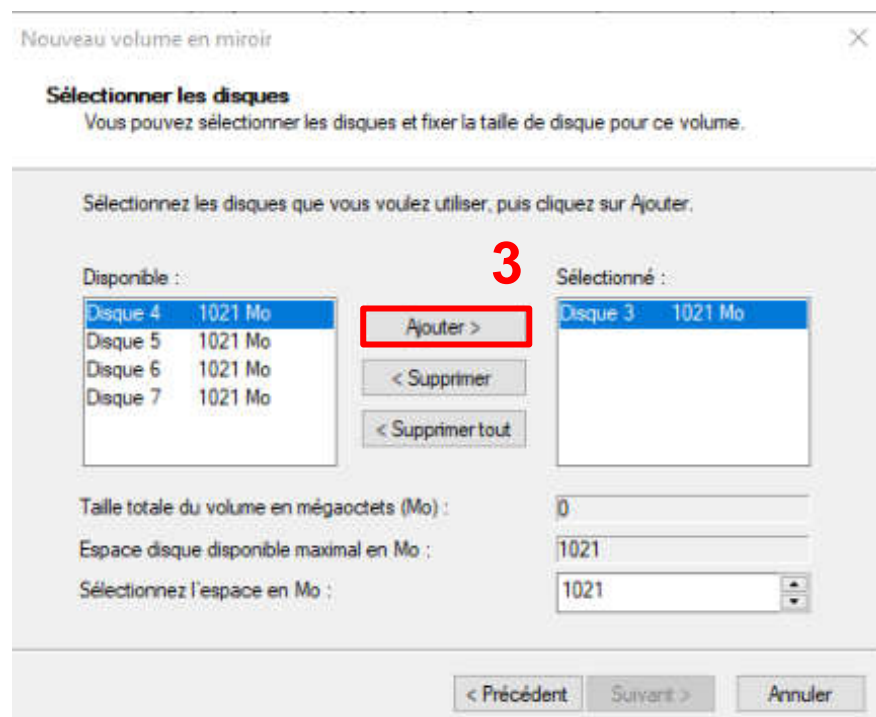 Nouveau volume en miroir
Sélectionner les disques
Vous pouvez sélectionner les disques et fixer la taille de disque pour ce volume.
Sélectionnez les disques que vous voulez utiliser, puis cliquez sur Ajouter.
3
Disponible :
Sélectionné :
Disque 4 1021 Mo
Disque 5 1021 Mo
Disque 6 1021 Mo
Disque 7 1021 Mo
Ajouter >
< Supprimer
< Supprimer tout
Disque 3 1021 Mo
Taille totale du volume en mégaoctets (Mo) : 0
Espace disque disponible maximal en Mo : 1021
Sélectionnez l'espace en Mo : 1021
< Précédent Suivant > Annuler